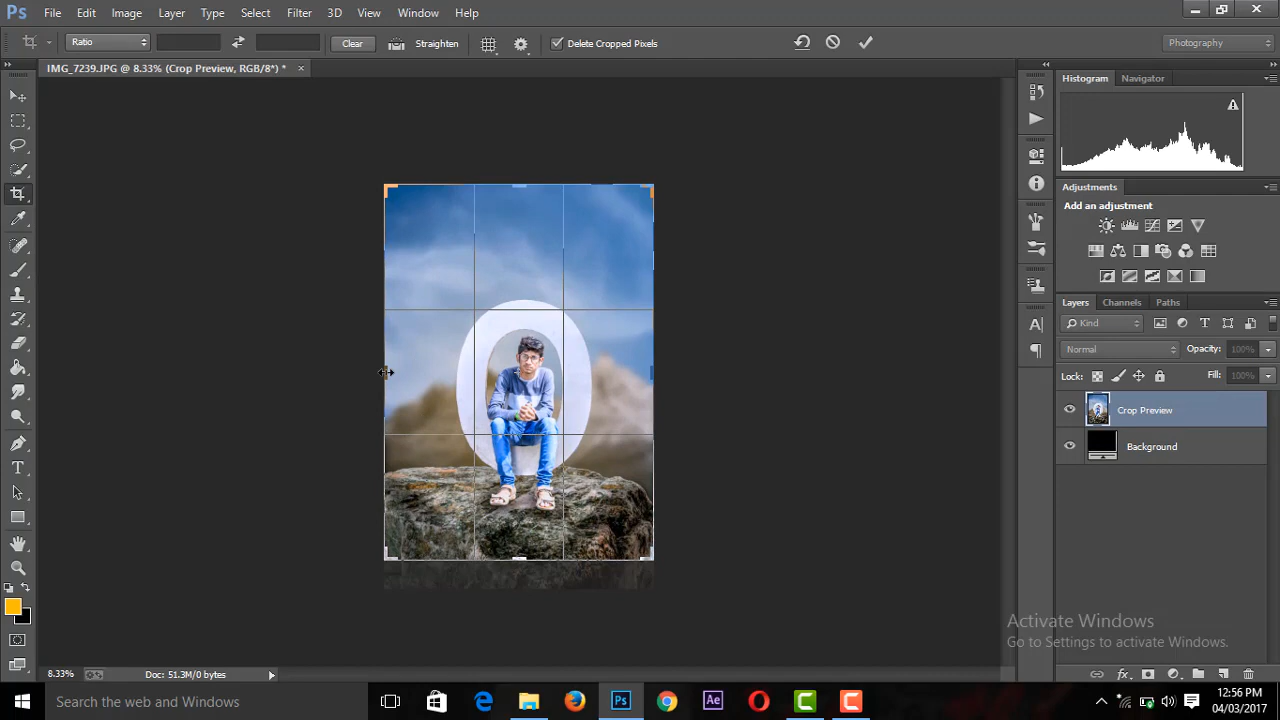 Ps File Edit Image Layer Type Select Filter 3D View Window Help
Ratio Clear Straighten Delete Cropped Pixels Photography
IMG_7239.JPG @ 8.33% (Crop Preview, RGB/8*) * ×
Histogram Navigator
Adjustments
Add an adjustment
Layers Channels Paths
Kind
Normal Opacity: 100%
Lock: Fill: 100%
Crop Preview
Background
Activate Windows
Go to Settings to activate Windows.
8.33% Doc: 51.3M/0 bytes
Search the web and Windows
Ps Ae
12:56 PM
04/03/2017